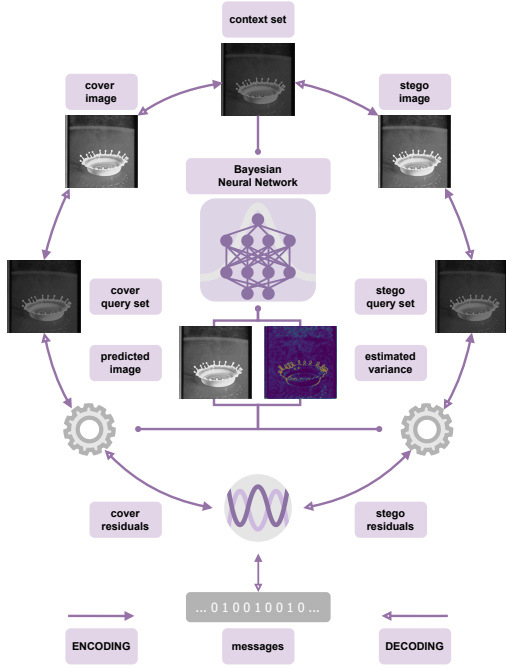 context set
cover
image
stego
image
Bayesian
Neural Network
cover
query set
stego
query set
predicted
image
estimated
variance
cover
residuals
stego
residuals
... 0 1 0 0 1 0 0 1 0 ...
ENCODING
messages
DECODING